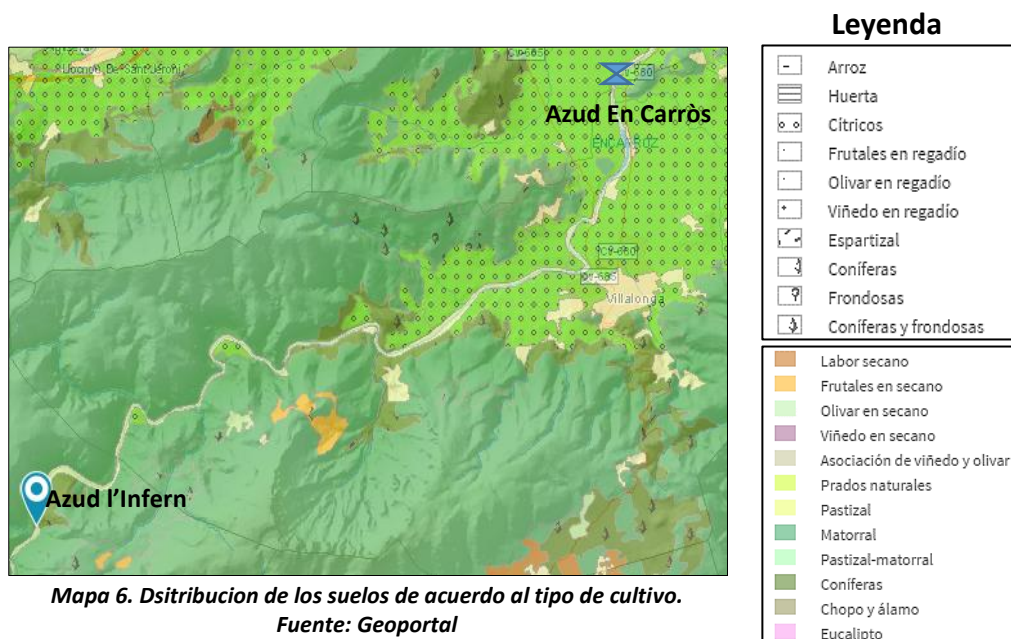 Leyenda
Azud En Carròs
CV-680
Villalonga
Azud l'Infern
Mapa 6. Dsitribucion de los suelos de acuerdo al tipo de cultivo.
Fuente: Geoportal
Arroz
Huerta
Cítricos
Frutales en regadío
Olivar en regadío
Viñedo en regadío
Espartizal
Coníferas
Frondosas
Coníferas y frondosas
Labor secano
Frutales en secano
Olivar en secano
Viñedo en secano
Asociación de viñedo y olivar
Prados naturales
Pastizal
Matorral
Pastizal-matorral
Coníferas
Chopo y álamo
Eucalipto